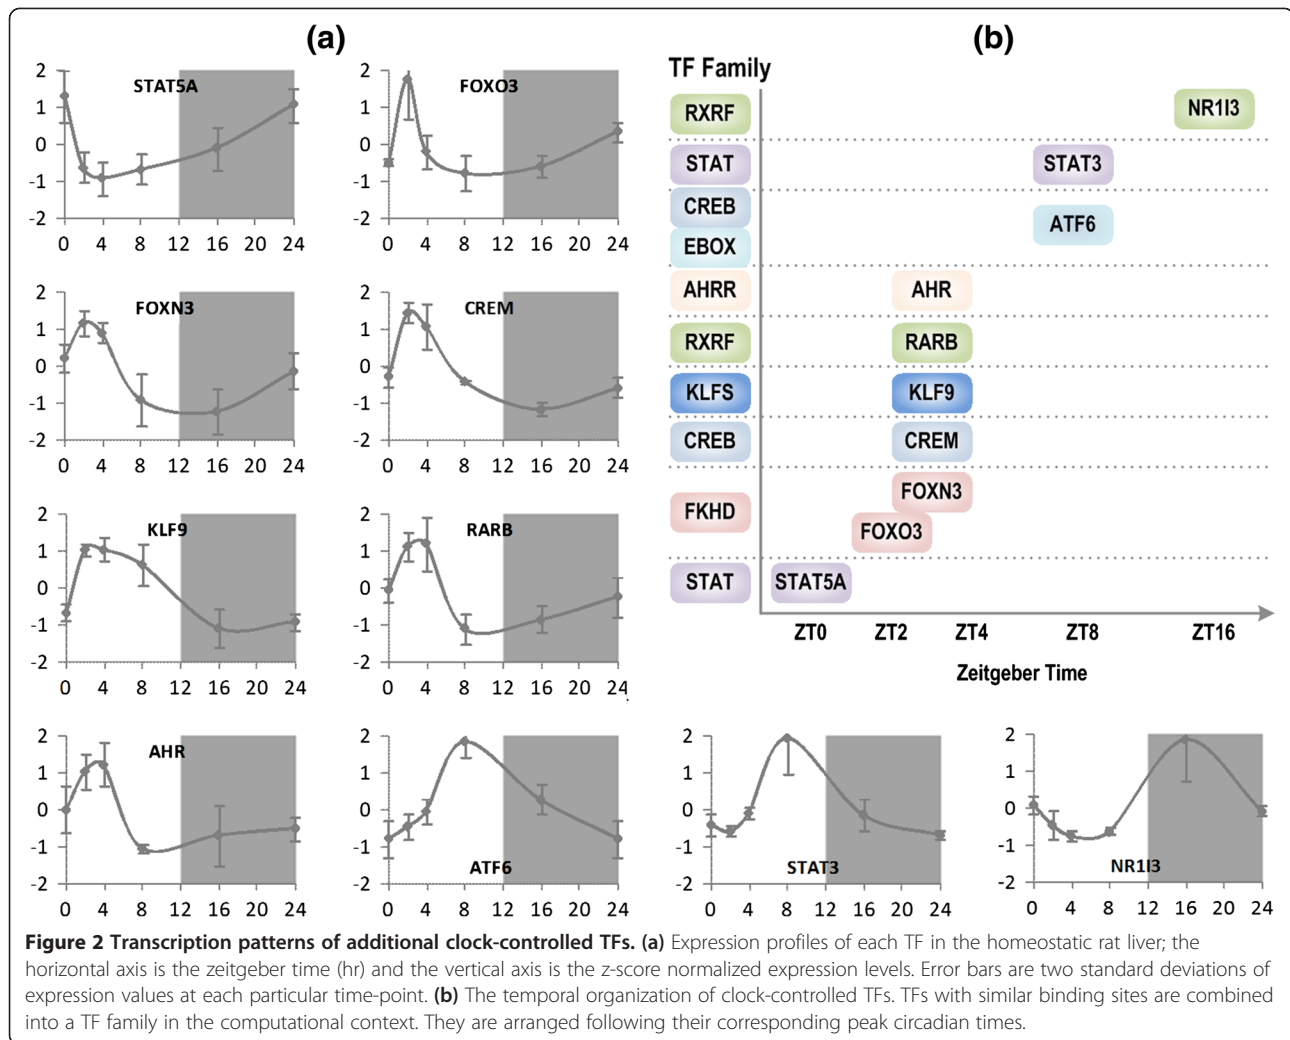 (a)
(b)
STAT5A
2
1
0
-1
-2
0 4 8 12 16 20 24
FOXO3
2
1
0
-1
-2
0 4 8 12 16 20 24
FOXN3
2
1
0
-1
-2
0 4 8 12 16 20 24
CREM
2
1
0
-1
-2
0 4 8 12 16 20 24
KLF9
2
1
0
-1
-2
0 4 8 12 16 20 24
RARB
2
1
0
-1
-2
0 4 8 12 16 20 24
AHR
2
1
0
-1
-2
0 4 8 12 16 20 24
ATF6
2
1
0
-1
-2
0 4 8 12 16 20 24
STAT3
2
1
0
-1
-2
0 4 8 12 16 20 24
NR1I3
2
1
0
-1
-2
0 4 8 12 16 20 24
TF Family
RXRF NR1I3
STAT STAT3
CREB
EBOX ATF6
AHRR AHR
RXRF RARB
KLFS KLF9
CREB CREM
FKHD FOXN3
FOXO3
STAT STAT5A
ZT0 ZT2 ZT4 ZT8 ZT16
Zeitgeber Time
Figure 2 Transcription patterns of additional clock-controlled TFs. (a) Expression profiles of each TF in the homeostatic rat liver; the
horizontal axis is the zeitgeber time (hr) and the vertical axis is the z-score normalized expression levels. Error bars are two standard deviations of
expression values at each particular time-point. (b) The temporal organization of clock-controlled TFs. TFs with similar binding sites are combined
into a TF family in the computational context. They are arranged following their corresponding peak circadian times.